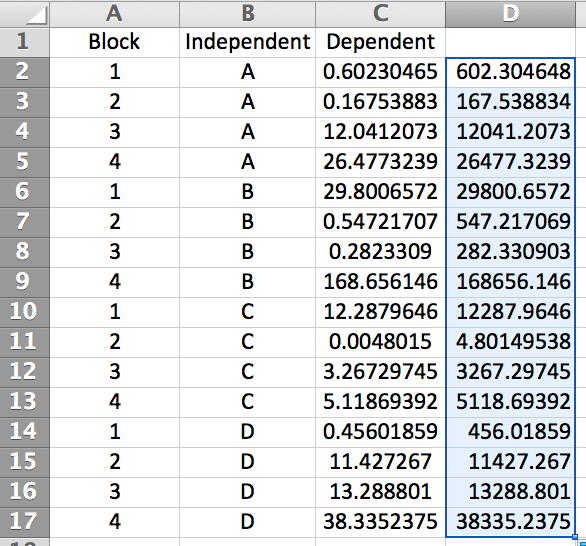 A B C D
1 Block Independent Dependent
2 1 A 0.60230465 602.304648
3 2 A 0.16753883 167.538834
4 3 A 12.0412073 12041.2073
5 4 A 26.4773239 26477.3239
6 1 B 29.8006572 29800.6572
7 2 B 0.54721707 547.217069
8 3 B 0.2823309 282.330903
9 4 B 168.656146 168656.146
10 1 C 12.2879646 12287.9646
11 2 C 0.0048015 4.80149538
12 3 C 3.26729745 3267.29745
13 4 C 5.11869392 5118.69392
14 1 D 0.45601859 456.01859
15 2 D 11.427267 11427.267
16 3 D 13.288801 13288.801
17 4 D 38.3352375 38335.2375